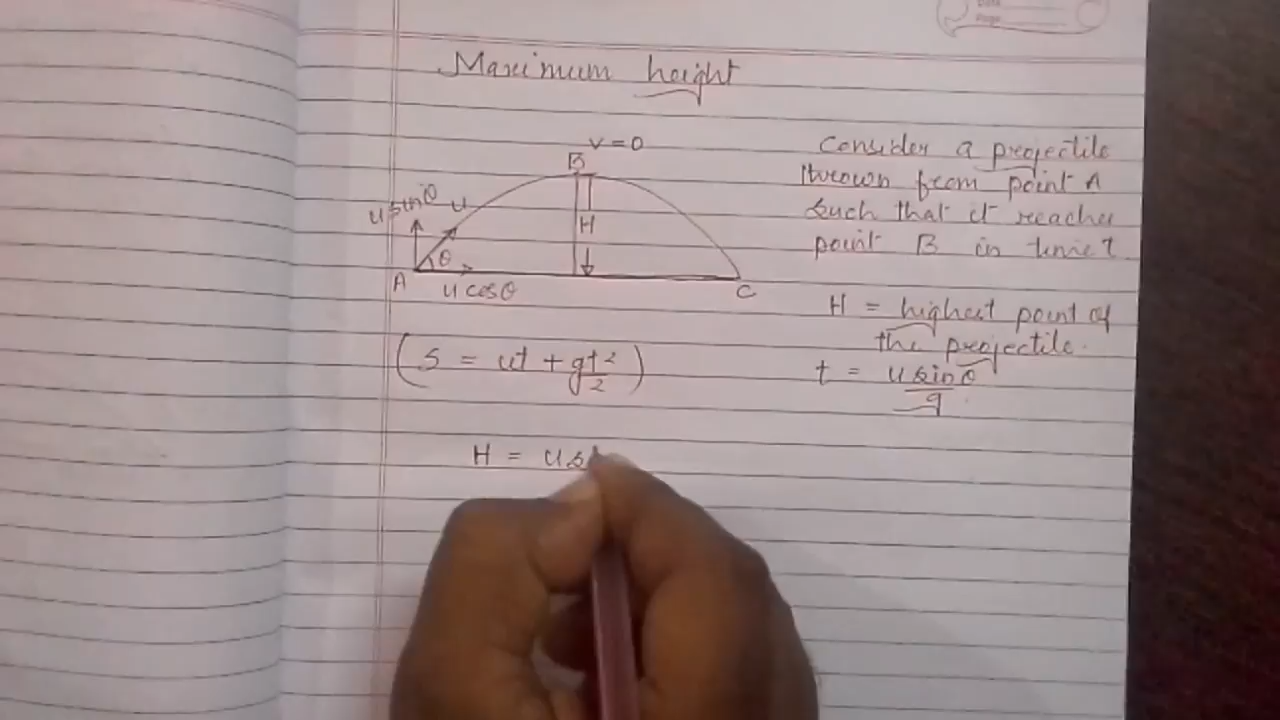 Maximum height
v = 0
B
u sinθ
u
H
θ
A
u cosθ
C
Consider a projectile
thrown from point A
such that it reaches
point B in time t
H = highest point of
the projectile.
t = u sinθ/g
(S = ut + gt²/2)
H = us